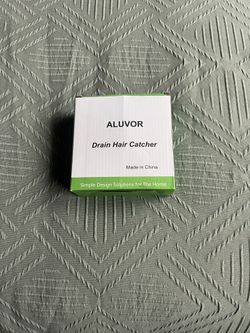 ALUVOR
Drain Hair Catcher
Made in China
Simple Design Solutions for The Home